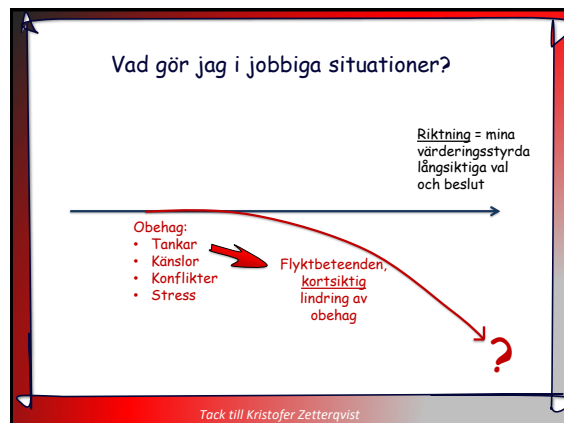 Vad gör jag i jobbiga situationer?
Riktning = mina
värderingsstyrda
långsiktiga val
och beslut
Obehag:
• Tankar
• Känslor
• Konflikter
• Stress
Flyktbeteenden,
kortsiktig
lindring av
obehag
?
Tack till Kristofer Zetterqvist